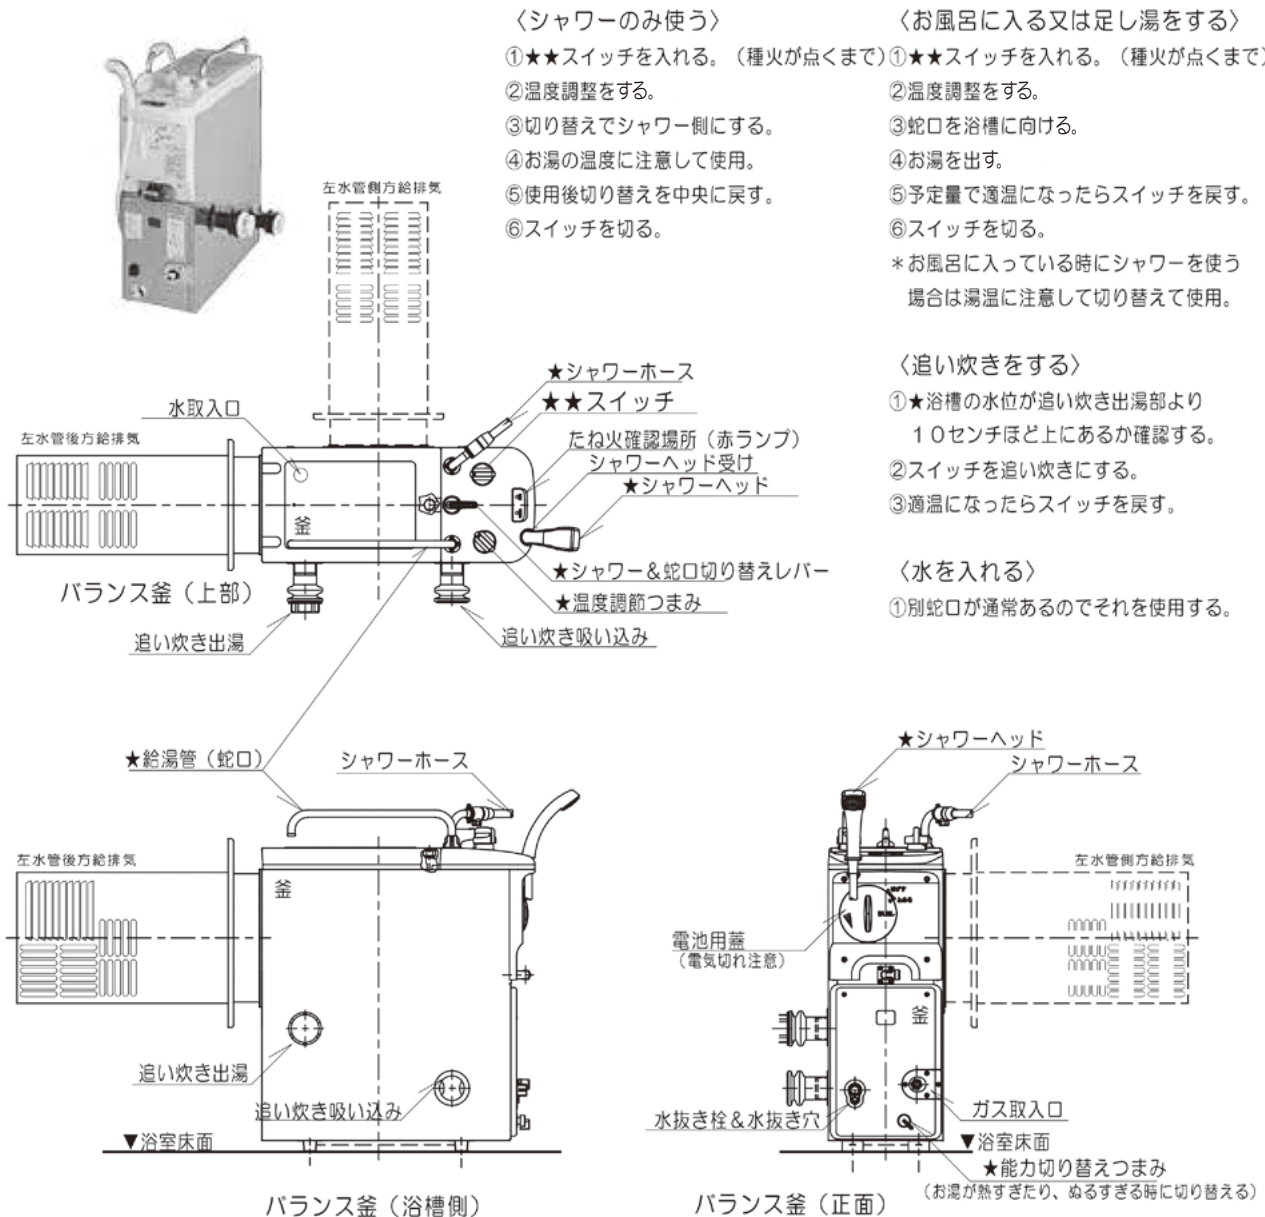 〈シャワーのみ使う〉
①★★スイッチを入れる。（種火が点くまで）
②温度調整をする。
③切り替えでシャワー側にする。
④お湯の温度に注意して使用。
⑤使用後切り替えを中央に戻す。
⑥スイッチを切る。
〈お風呂に入る又は足し湯をする〉
①★★スイッチを入れる。（種火が点くまで）
②温度調整をする。
③蛇口を浴槽に向ける。
④お湯を出す。
⑤予定量で適温になったらスイッチを戻す。
⑥スイッチを切る。
＊お風呂に入っている時にシャワーを使う
場合は湯温に注意して切り替えて使用。
〈追い炊きをする〉
①★浴槽の水位が追い炊き出湯部より
１０センチほど上にあるか確認する。
②スイッチを追い炊きにする。
③適温になったらスイッチを戻す。
〈水を入れる〉
①別蛇口が通常あるのでそれを使用する。
左水管側方給排気
★シャワーホース
★★スイッチ
たね火確認場所（赤ランプ）
シャワーヘッド受け
★シャワーヘッド
水取入口
左水管後方給排気
釜
★シャワー＆蛇口切り替えレバー
★温度調節つまみ
バランス釜（上部）
追い炊き出湯
追い炊き吸い込み
★給湯管（蛇口）
シャワーホース
左水管後方給排気
釜
追い炊き出湯
追い炊き吸い込み
▼浴室床面
バランス釜（浴槽側）
★シャワーヘッド
シャワーホース
左水管側方給排気
電池用蓋
（電気切れ注意）
釜
水抜き栓＆水抜き穴
ガス取入口
▼浴室床面
★能力切り替えつまみ
（お湯が熱すぎたり、ぬるすぎる時に切り替える）
バランス釜（正面）